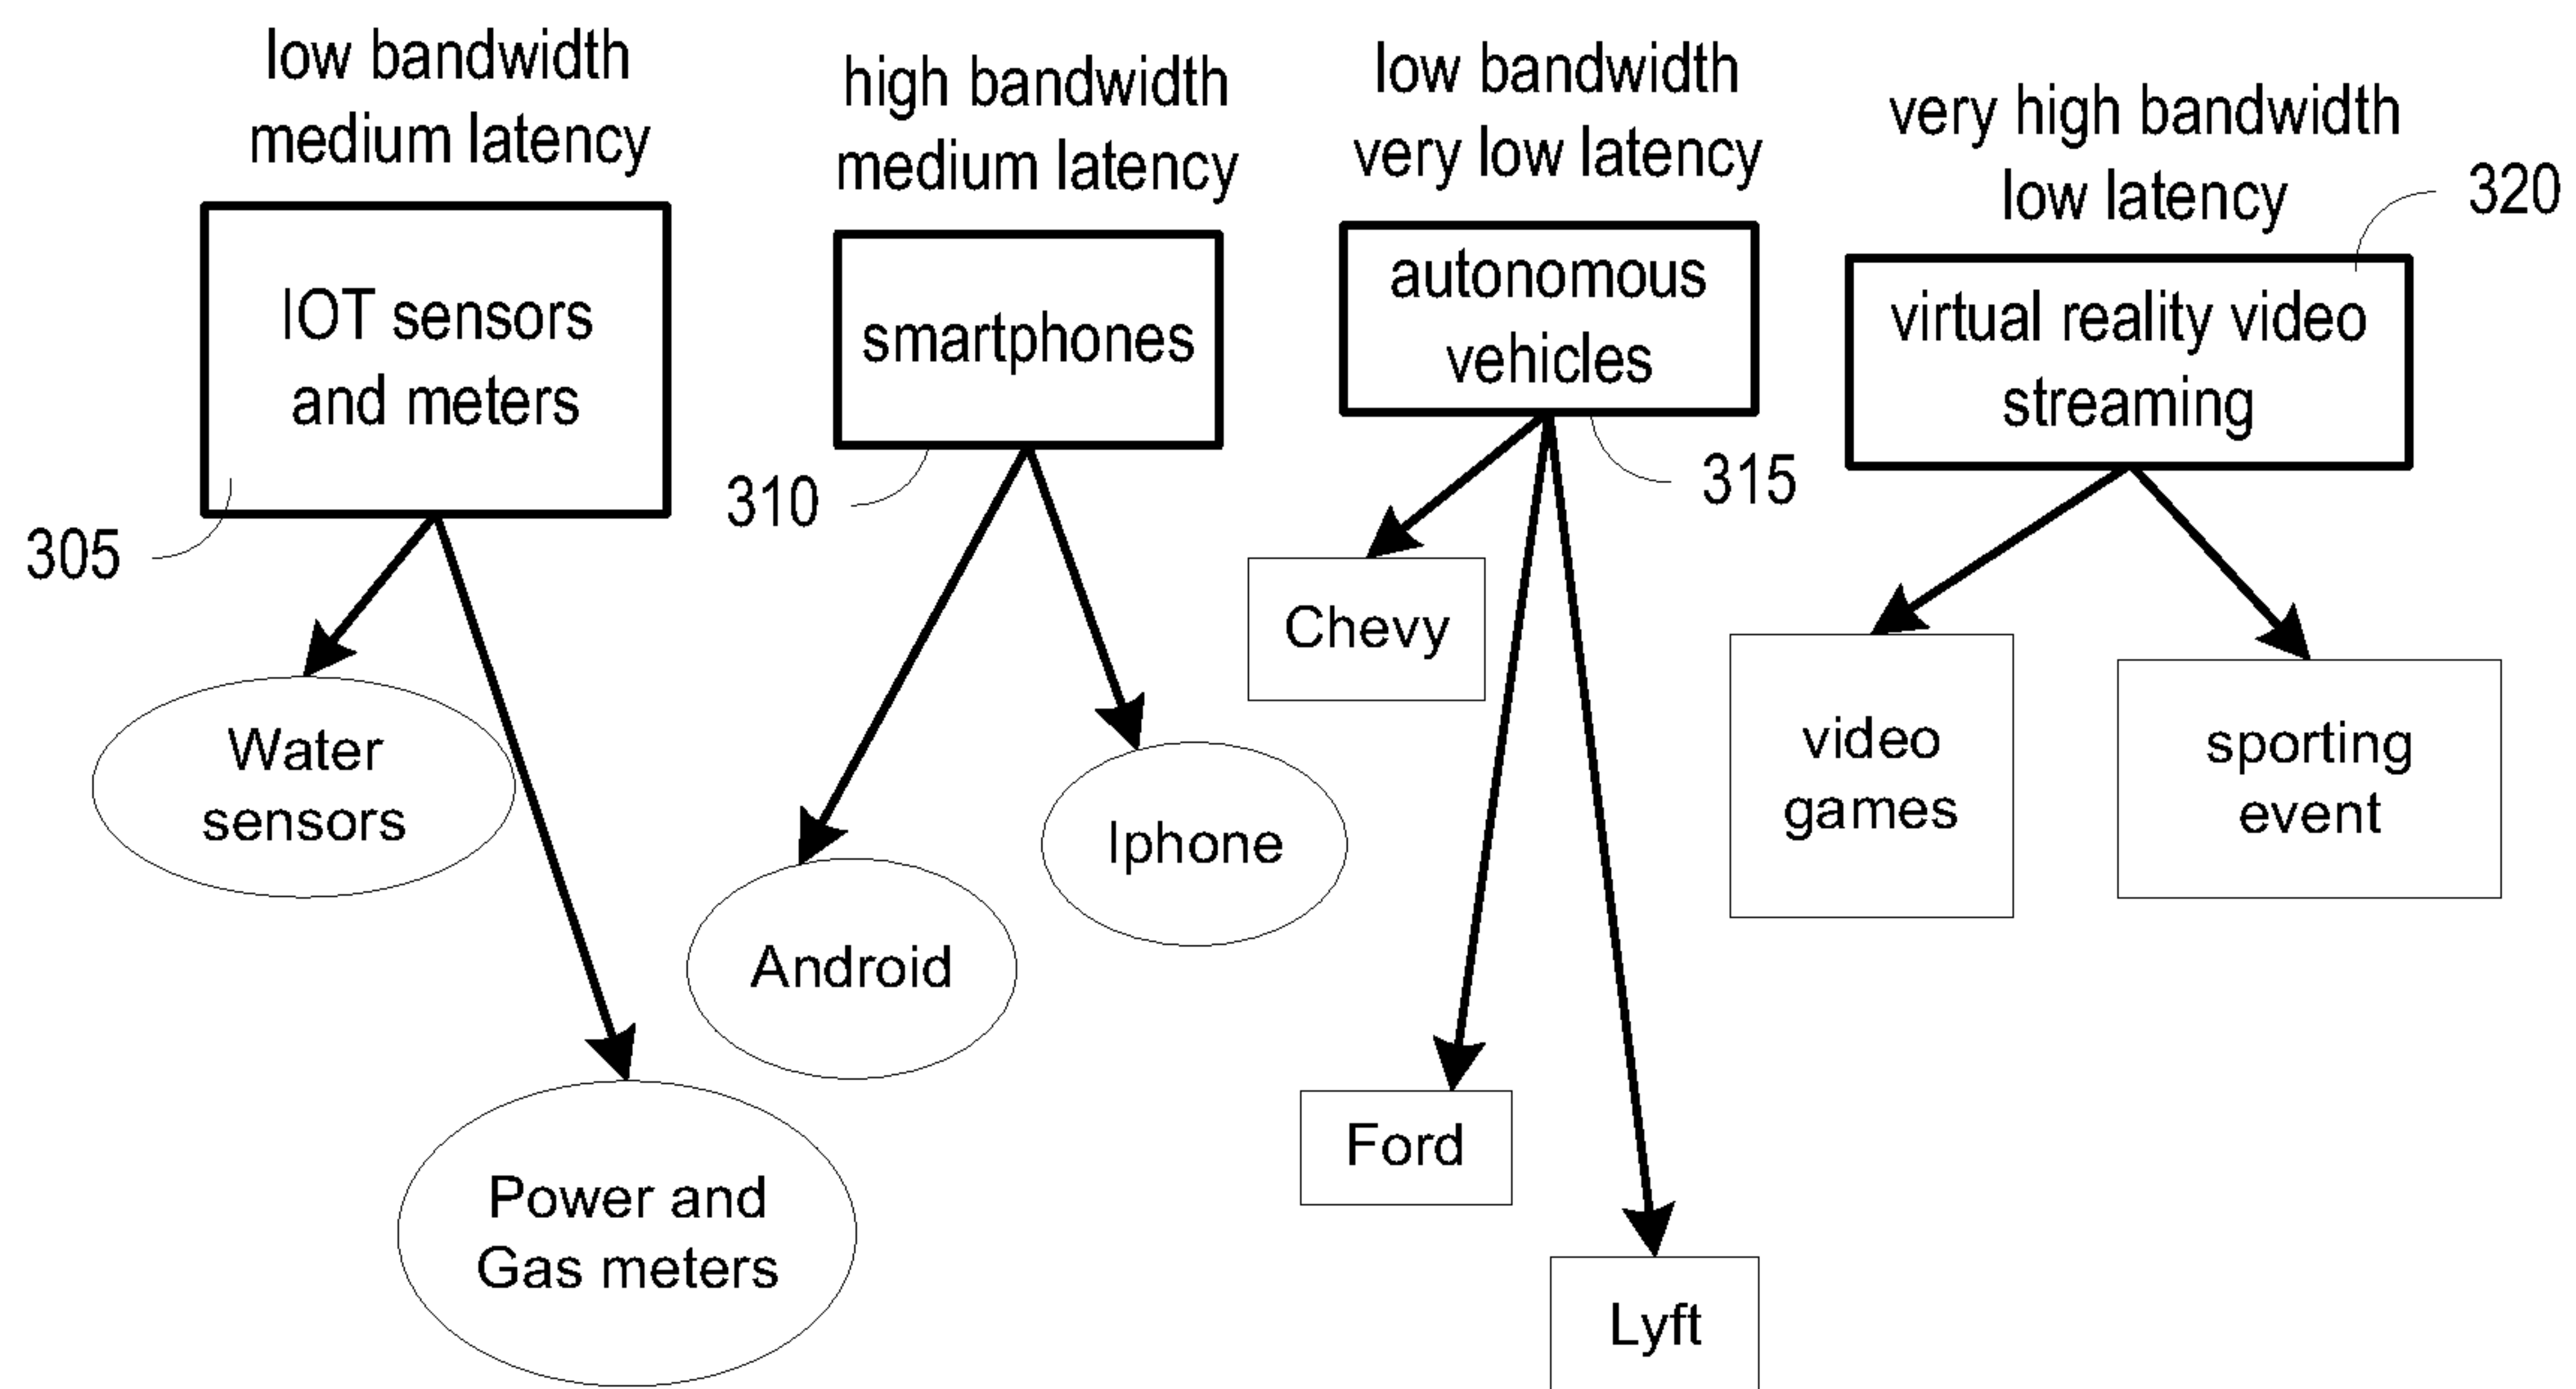 low bandwidth
medium latency
high bandwidth
medium latency
low bandwidth
very low latency
very high bandwidth
low latency
320
IOT sensors
and meters
smartphones
autonomous
vehicles
virtual reality video
streaming
305
310
315
Water
sensors
Power and
Gas meters
Android
Iphone
Chevy
Ford
Lyft
video
games
sporting
event